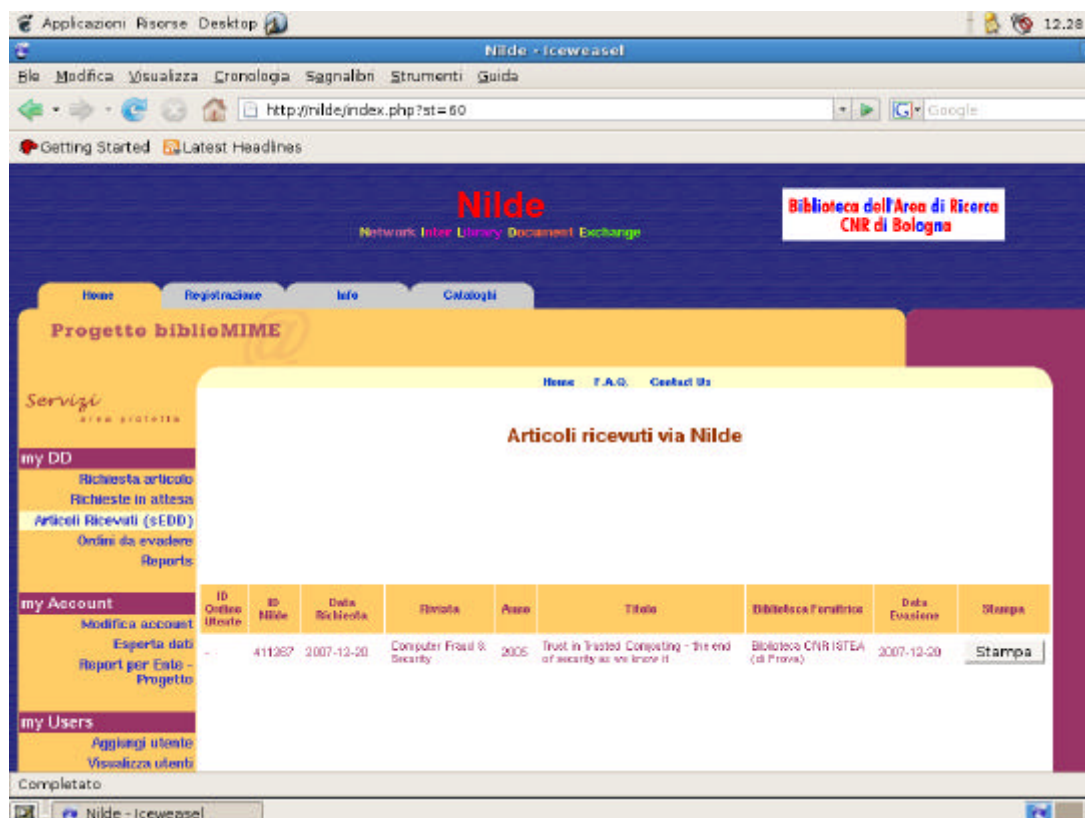 Applicazioni Risorse Desktop 12.28
Nilde - Iceweasel
File Modifica Visualizza Cronologia Segnalibri Strumenti Guida
http://nilde/index.php?st=60 Google
Getting Started Latest Headlines
Nilde
Network Inter Library Document Exchange
Biblioteca dell'Area di Ricerca
CNR di Bologna
Home Registrazione Info Cataloghi
Progetto biblioMIME
@
Home F.A.Q. Contact Us
Servizi
area protetta
Articoli ricevuti via Nilde
my DD
Richiesta articolo
Richieste in attesa
Articoli Ricevuti (sEDD)
Ordini da evadere
Reports
my Account
Modifica account
Esporta dati
Report per Ente -
Progetto
my Users
Aggiungi utente
Visualizza utenti
ID Ordine Utente
ID Nilde
Data Richiesta
Rivista
Anno
Titolo
Biblioteca Fornitrice
Data Evasione
Stampa
-
411267
2007-12-20
Computer Fraud & Security
2005
Trust in Trusted Computing - the end
of security as we know it
Biblioteca CNR ISTEA
(di Prova)
2007-12-20
Stampa
Completato
Nilde - Iceweasel